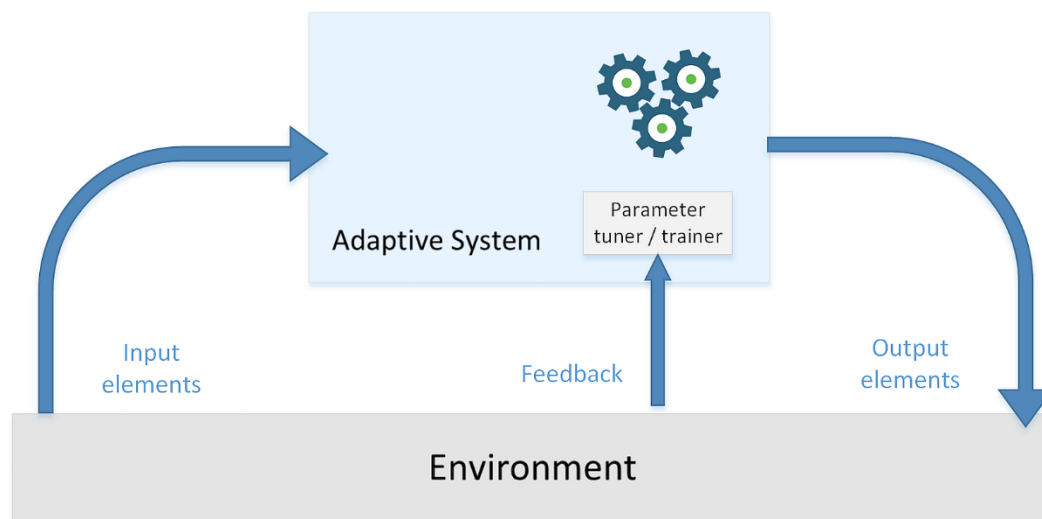 Parameter
tuner / trainer
Adaptive System
Input
elements
Feedback
Output
elements
Environment